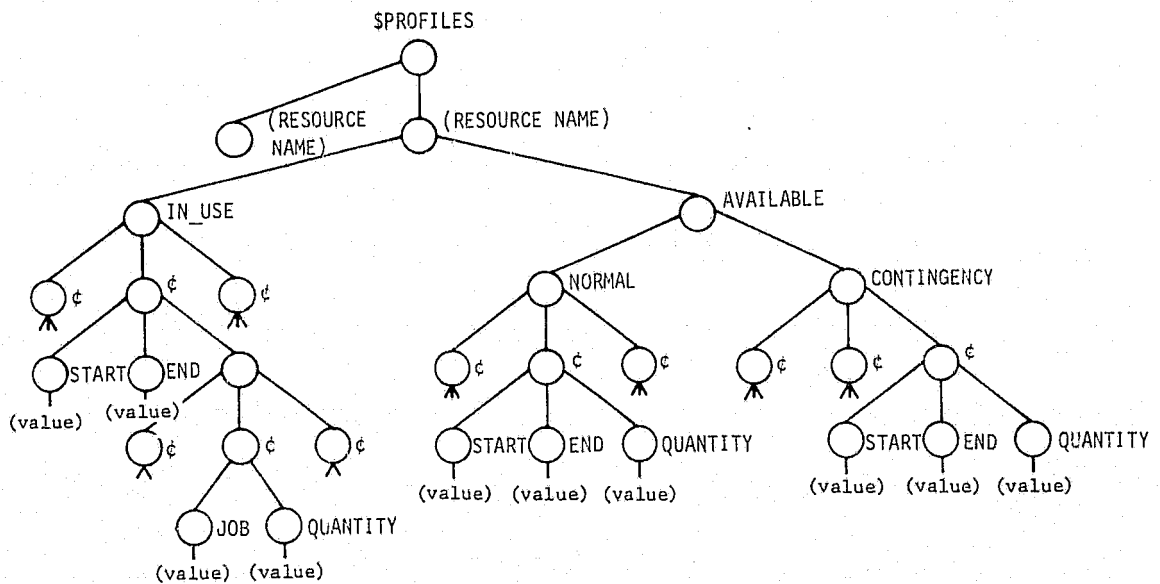 $PROFILES
(RESOURCE
NAME)
(RESOURCE NAME)
IN_USE
AVAILABLE
¢
¢
¢
NORMAL
CONTINGENCY
START
END
¢
¢
¢
¢
¢
¢
(value)
(value)
¢
¢
¢
START
END
QUANTITY
START
END
QUANTITY
(value)
(value)
(value)
(value)
(value)
(value)
JOB
QUANTITY
(value)
(value)